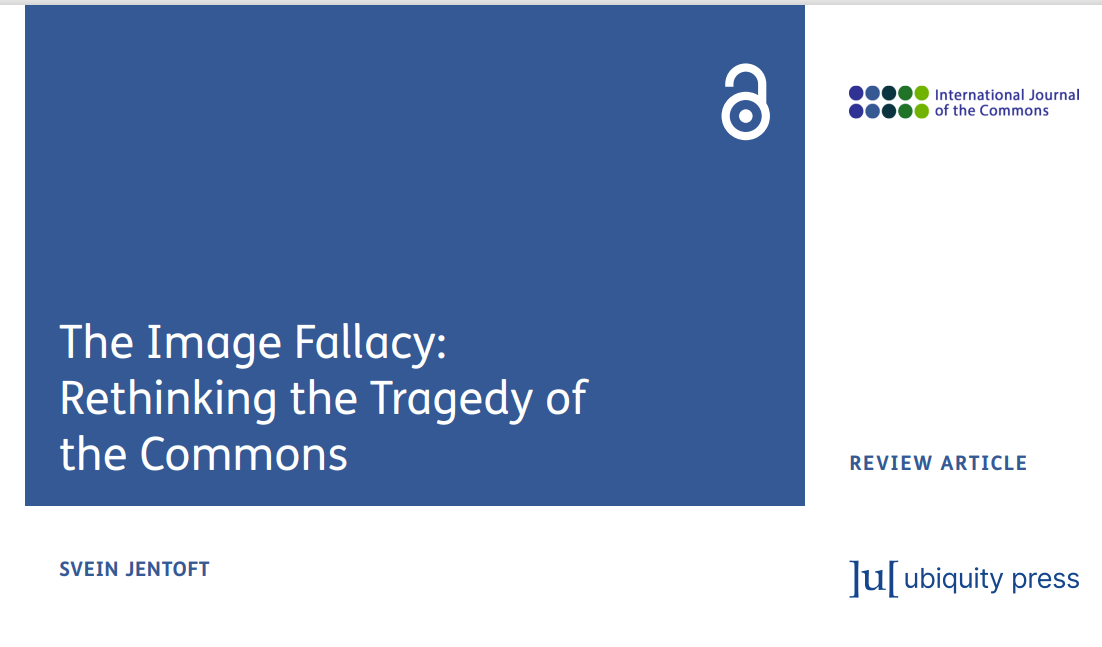 International Journal
of the Commons
The Image Fallacy:
Rethinking the Tragedy of
the Commons
REVIEW ARTICLE
SVEIN JENTOFT
]u[ ubiquity press